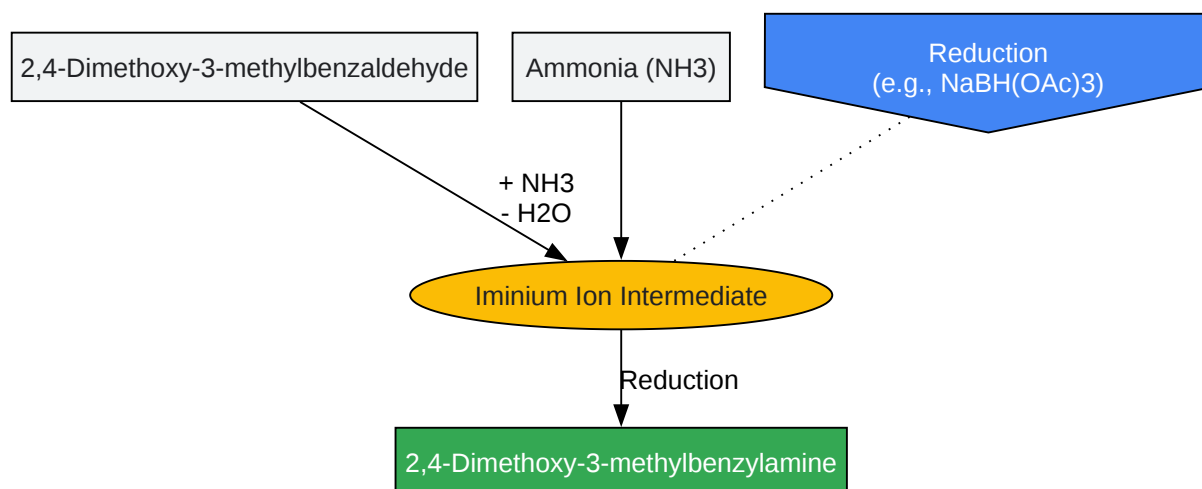 2,4-Dimethoxy-3-methylbenzaldehyde
Ammonia (NH3)
Reduction
(e.g., NaBH(OAc)3)
+ NH3
- H2O
Iminium Ion Intermediate
Reduction
2,4-Dimethoxy-3-methylbenzylamine